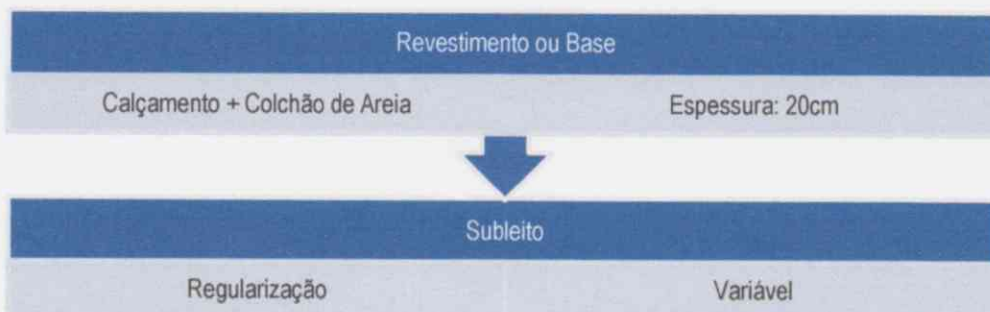 Revestimento ou Base
Calçamento + Colchão de Areia Espessura: 20cm
Subleito
Regularização Variável